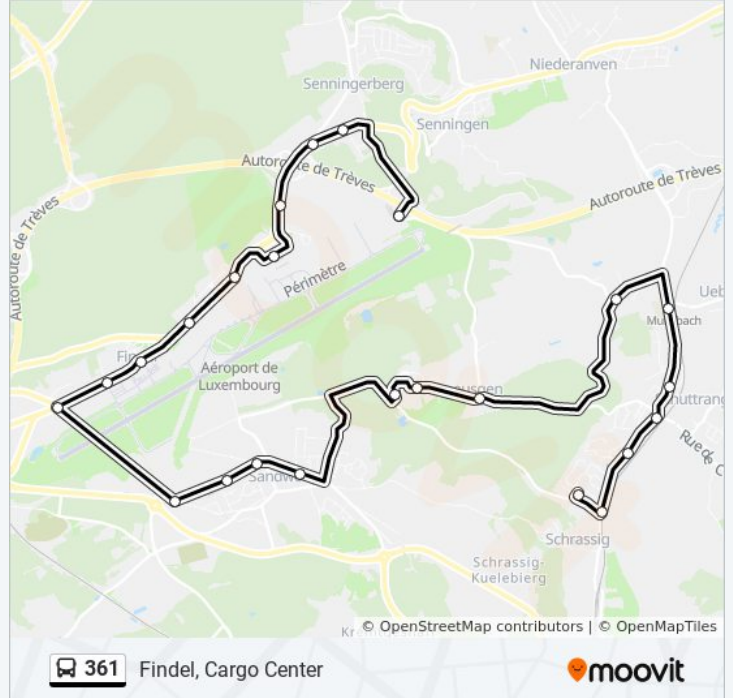 Niederanven
Senningerberg
Senningen
Autoroute de Trèves
Autoroute de Trèves
Autoroute de Trèves
Périmètre
Aéroport de
Luxembourg
Rue de C
Sandw
Schrassig
Schrassig-
Kuelebierg
© OpenStreetMap contributors | © OpenMapTiles
361 Findel, Cargo Center
moovit